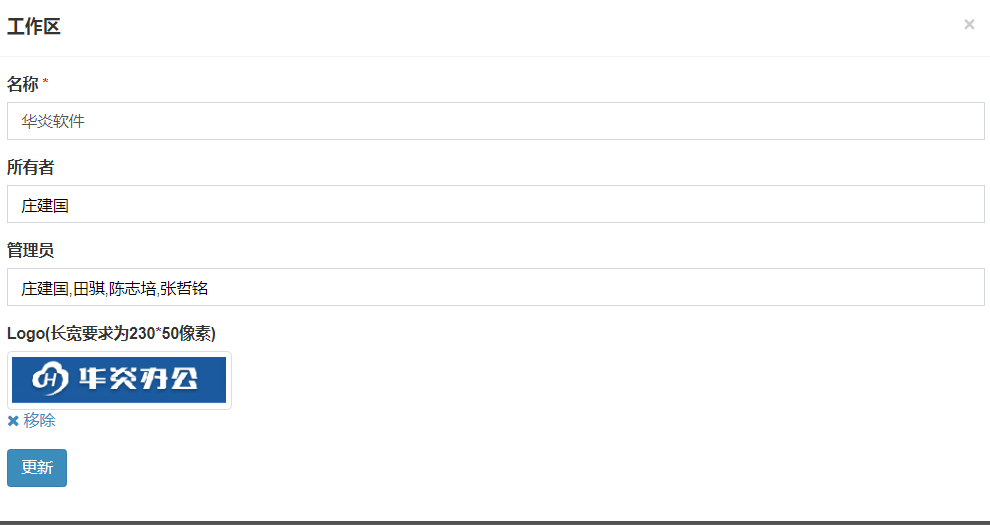 工作区
×
名称 *
华炎软件
所有者
庄建国
管理员
庄建国,田骐,陈志培,张哲铭
Logo(长宽要求为230*50像素)
华炎办公
✖ 移除
更新